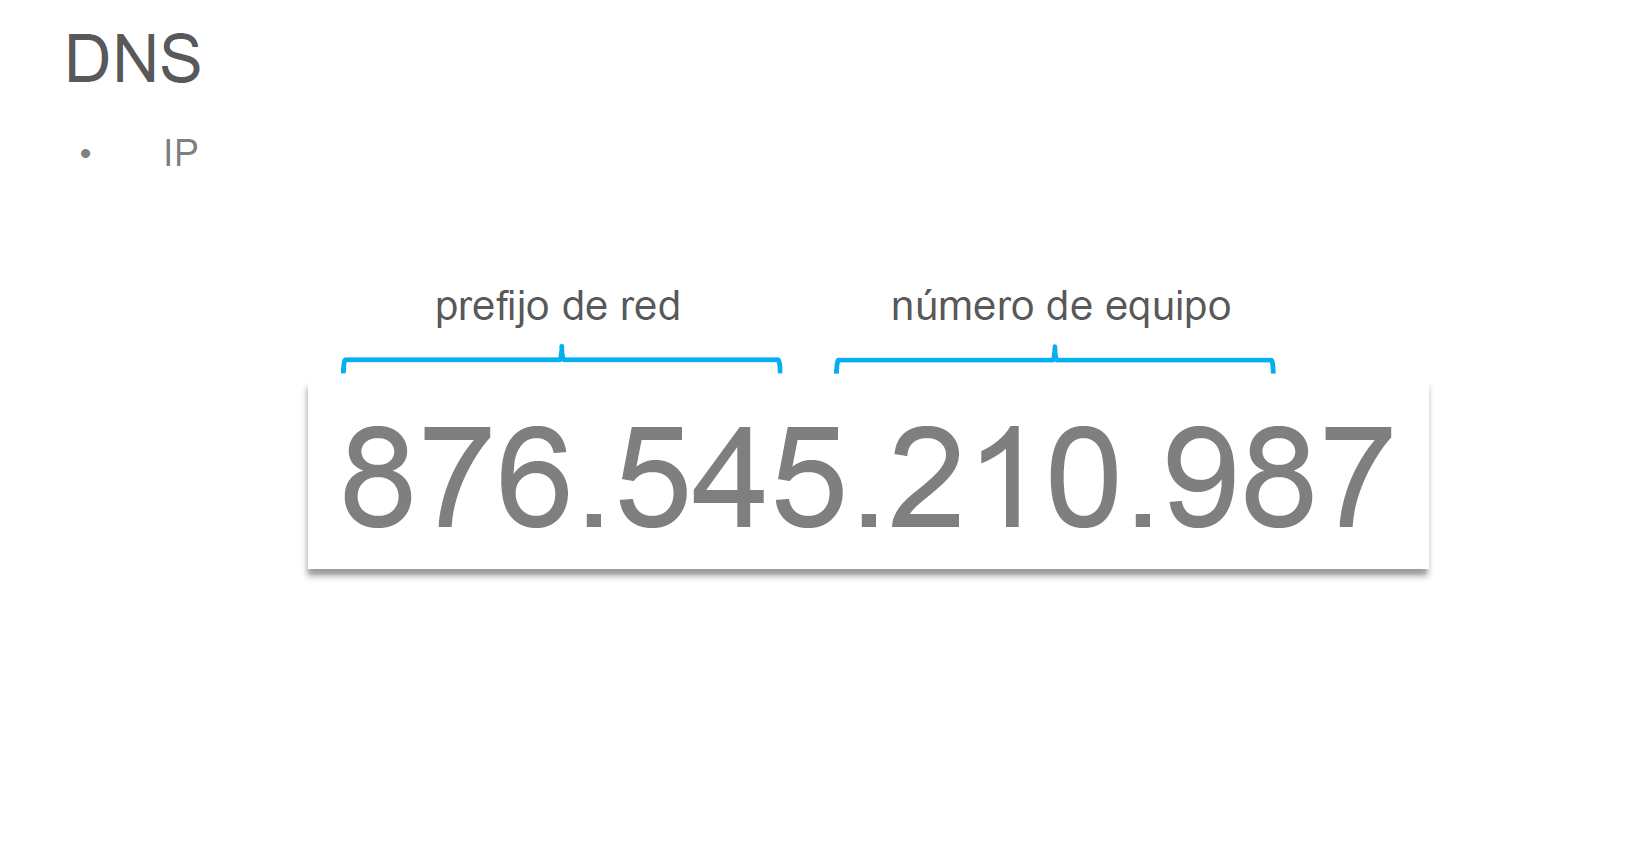 DNS
• IP
prefijo de red número de equipo
876.545.210.987